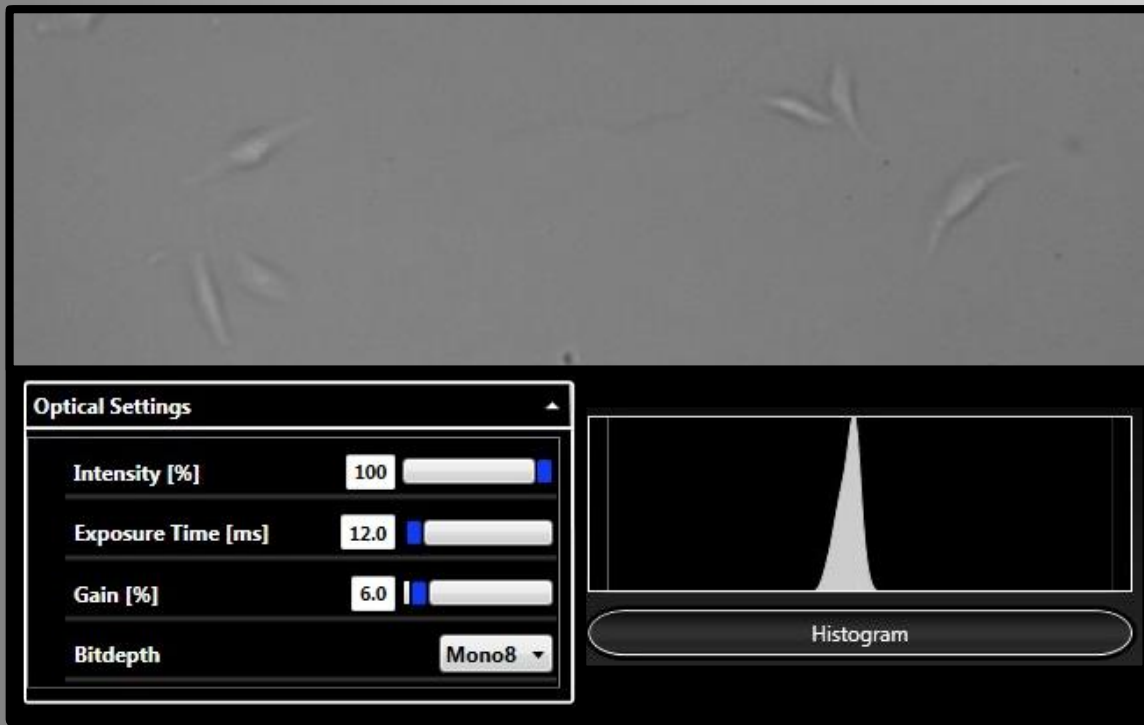 Optical Settings
Intensity [%] 100
Exposure Time [ms] 12.0
Gain [%] 6.0
Bitdepth Mono8
Histogram